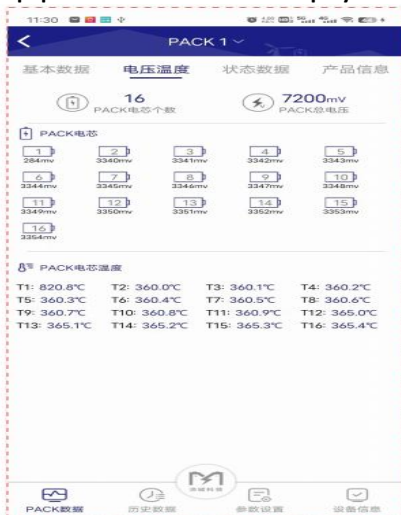 11:30
PACK 1
基本数据 电压温度 状态数据 产品信息
16 7200mV
PACK电芯个数 PACK总电压
PACK电芯
1 2 3 4 5
284mv 3340mv 3341mv 3342mv 3343mv
6 7 8 9 10
3344mv 3345mv 3346mv 3347mv 3348mv
11 12 13 14 15
3349mv 3350mv 3351mv 3352mv 3353mv
16
3354mv
PACK电芯温度
T1: 820.8℃ T2: 360.0℃ T3: 360.1℃ T4: 360.2℃
T5: 360.3℃ T6: 360.4℃ T7: 360.5℃ T8: 360.6℃
T9: 360.7℃ T10: 360.8℃ T11: 360.9℃ T12: 365.0℃
T13: 365.1℃ T14: 365.2℃ T15: 365.3℃ T16: 365.4℃
PACK数据 历史数据 参数设置 设备信息